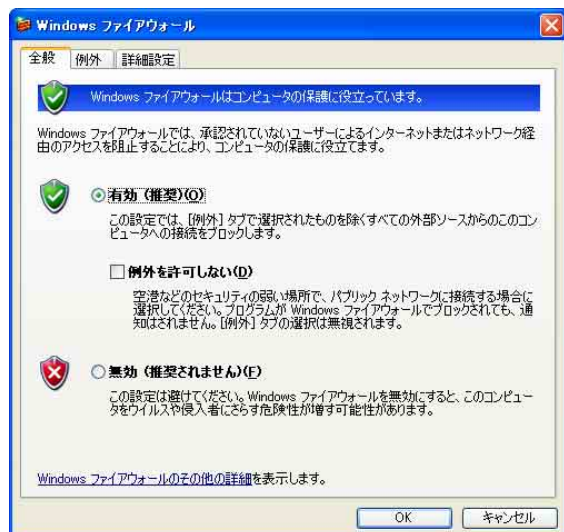 Windows ファイアウォール
全般 例外 詳細設定
Windows ファイアウォールはコンピュータの保護に役立っています。
Windows ファイアウォールでは、承認されていないユーザーによるインターネットまたはネットワーク経
由のアクセスを阻止することにより、コンピュータの保護に役立てます。
有効 (推奨)(O)
この設定では、[例外] タブで選択されたものを除くすべての外部ソースからのこのコン
ピュータへの接続をブロックします。
例外を許可しない(D)
空港などのセキュリティの弱い場所で、パブリック ネットワークに接続する場合に
選択してください。プログラムが Windows ファイアウォールでブロックされても、通
知はされません。[例外] タブの選択は無視されます。
無効 (推奨されません)(F)
この設定は避けてください。Windows ファイアウォールを無効にすると、このコンピュー
タをウイルスや侵入者にさらす危険性が増す可能性があります。
Windows ファイアウォールのその他の詳細を表示します。
OK キャンセル